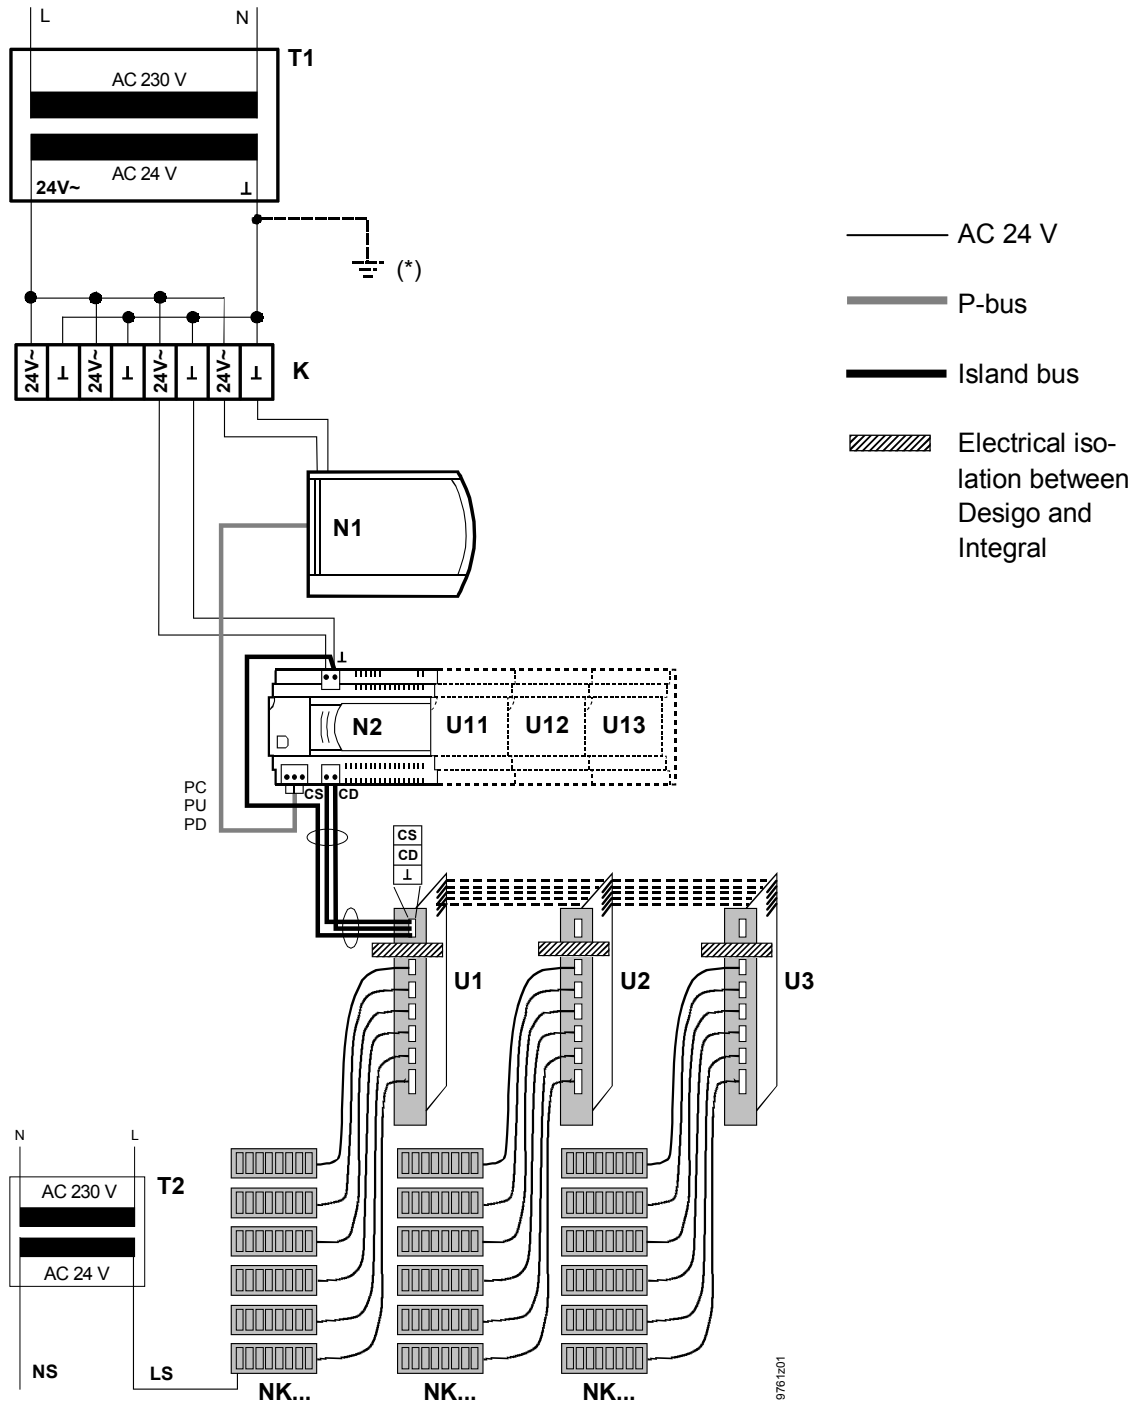 L
N
T1
AC 230 V
AC 24 V
24V~
⊥
(*)
24V~
⊥
24V~
⊥
24V~
⊥
24V~
⊥
K
N1
⊥
N2
U11
U12
U13
PC
PU
PD
CS
CD
CS
CD
⊥
U1
U2
U3
N
L
T2
AC 230 V
AC 24 V
NS
LS
NK...
NK...
NK...
9761z01
AC 24 V
P-bus
Island bus
Electrical iso-
lation between
Desigo and
Integral